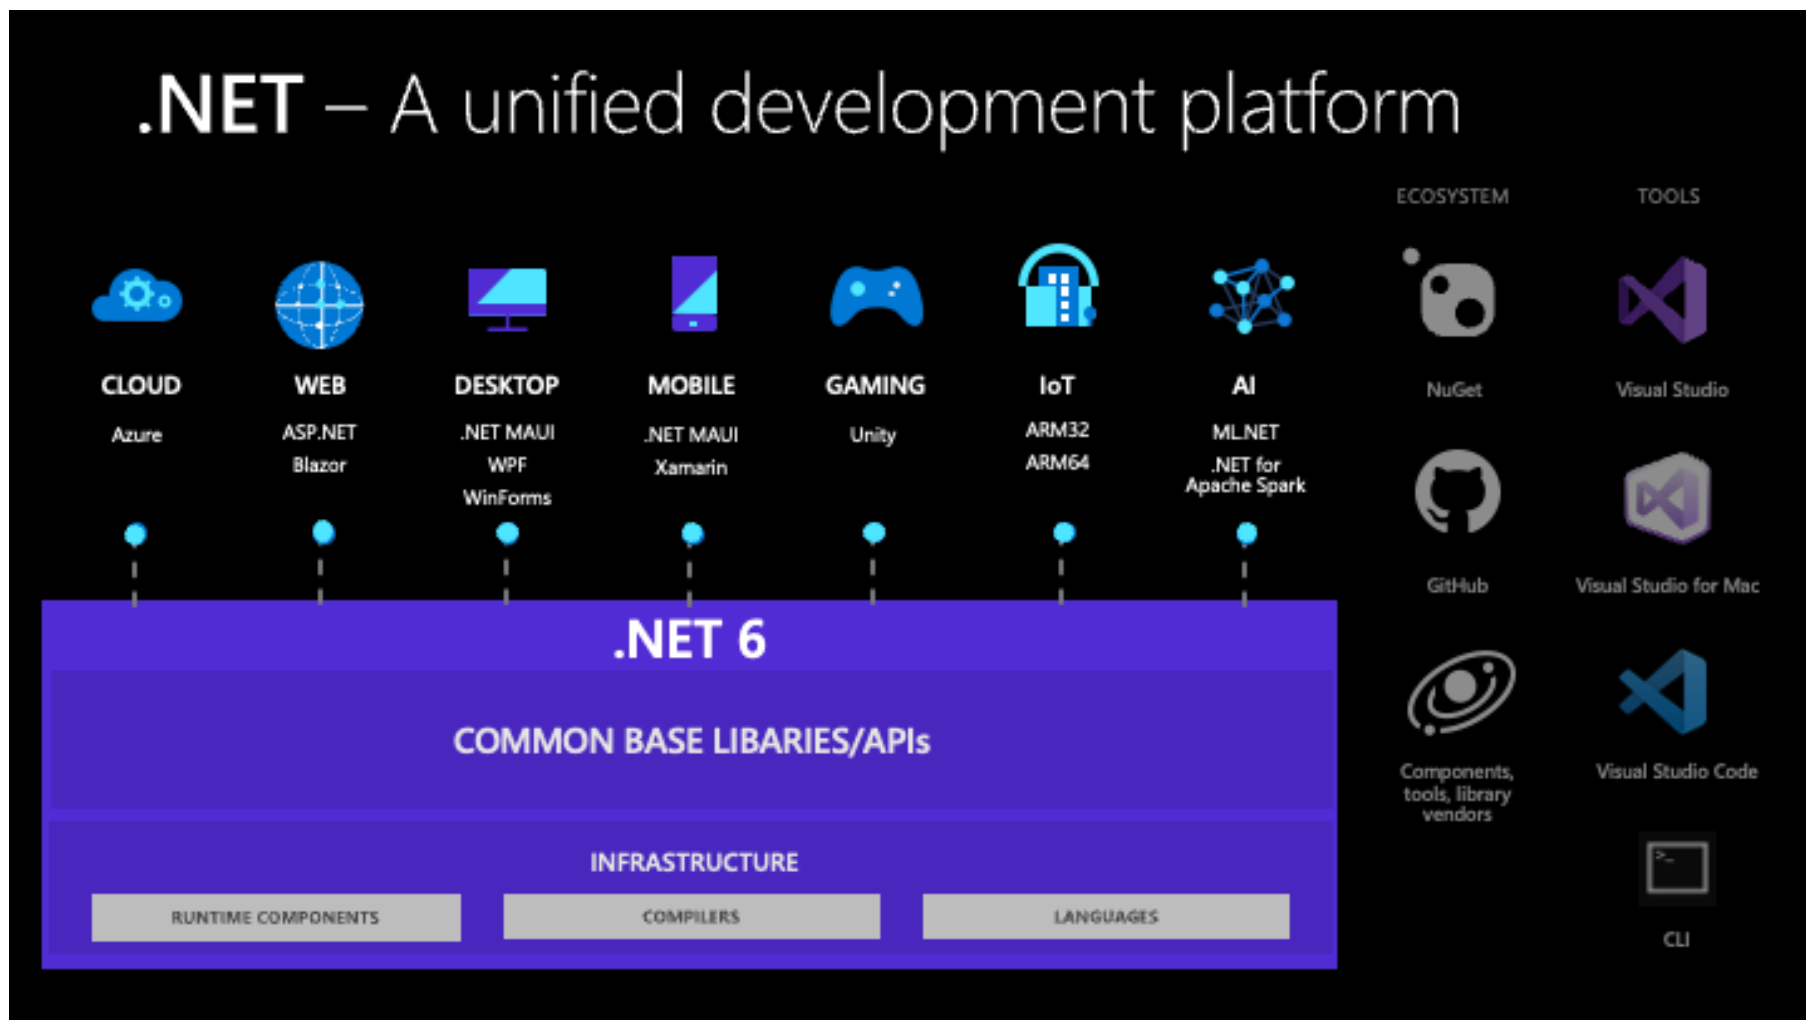 .NET – A unified development platform
ECOSYSTEM
TOOLS
CLOUD
Azure
WEB
ASP.NET
Blazor
DESKTOP
.NET MAUI
WPF
WinForms
MOBILE
.NET MAUI
Xamarin
GAMING
Unity
IoT
ARM32
ARM64
AI
ML.NET
.NET for
Apache Spark
NuGet
Visual Studio
GitHub
Visual Studio for Mac
Components,
tools, library
vendors
Visual Studio Code
>_
CLI
.NET 6
COMMON BASE LIBARIES/APIs
INFRASTRUCTURE
RUNTIME COMPONENTS
COMPILERS
LANGUAGES